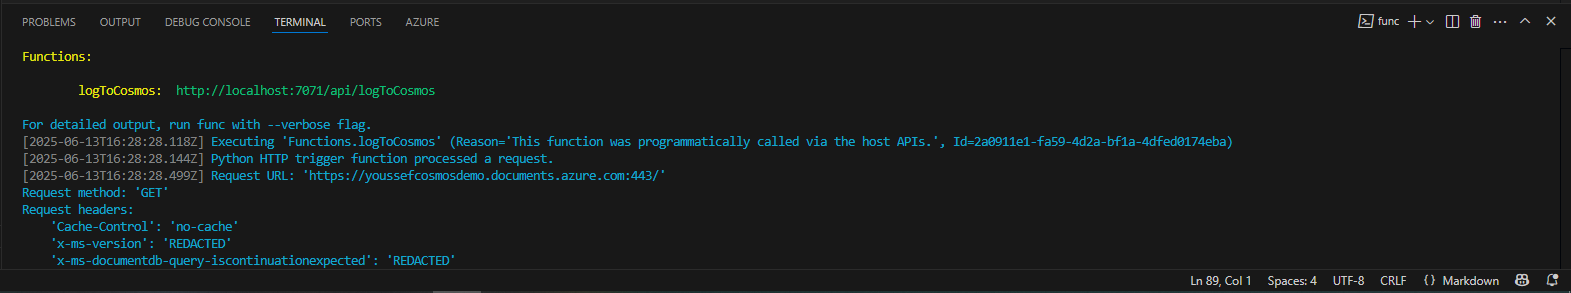 PROBLEMS OUTPUT DEBUG CONSOLE TERMINAL PORTS AZURE func
Functions:
logToCosmos: http://localhost:7071/api/logToCosmos
For detailed output, run func with --verbose flag.
[2025-06-13T16:28:28.118Z] Executing 'Functions.logToCosmos' (Reason='This function was programmatically called via the host APIs.', Id=2a0911e1-fa59-4d2a-bf1a-4dfed0174eba)
[2025-06-13T16:28:28.144Z] Python HTTP trigger function processed a request.
[2025-06-13T16:28:28.499Z] Request URL: 'https://youssefcosmosdemo.documents.azure.com:443/'
Request method: 'GET'
Request headers:
'Cache-Control': 'no-cache'
'x-ms-version': 'REDACTED'
'x-ms-documentdb-query-iscontinuationexpected': 'REDACTED'
Ln 89, Col 1 Spaces: 4 UTF-8 CRLF {} Markdown